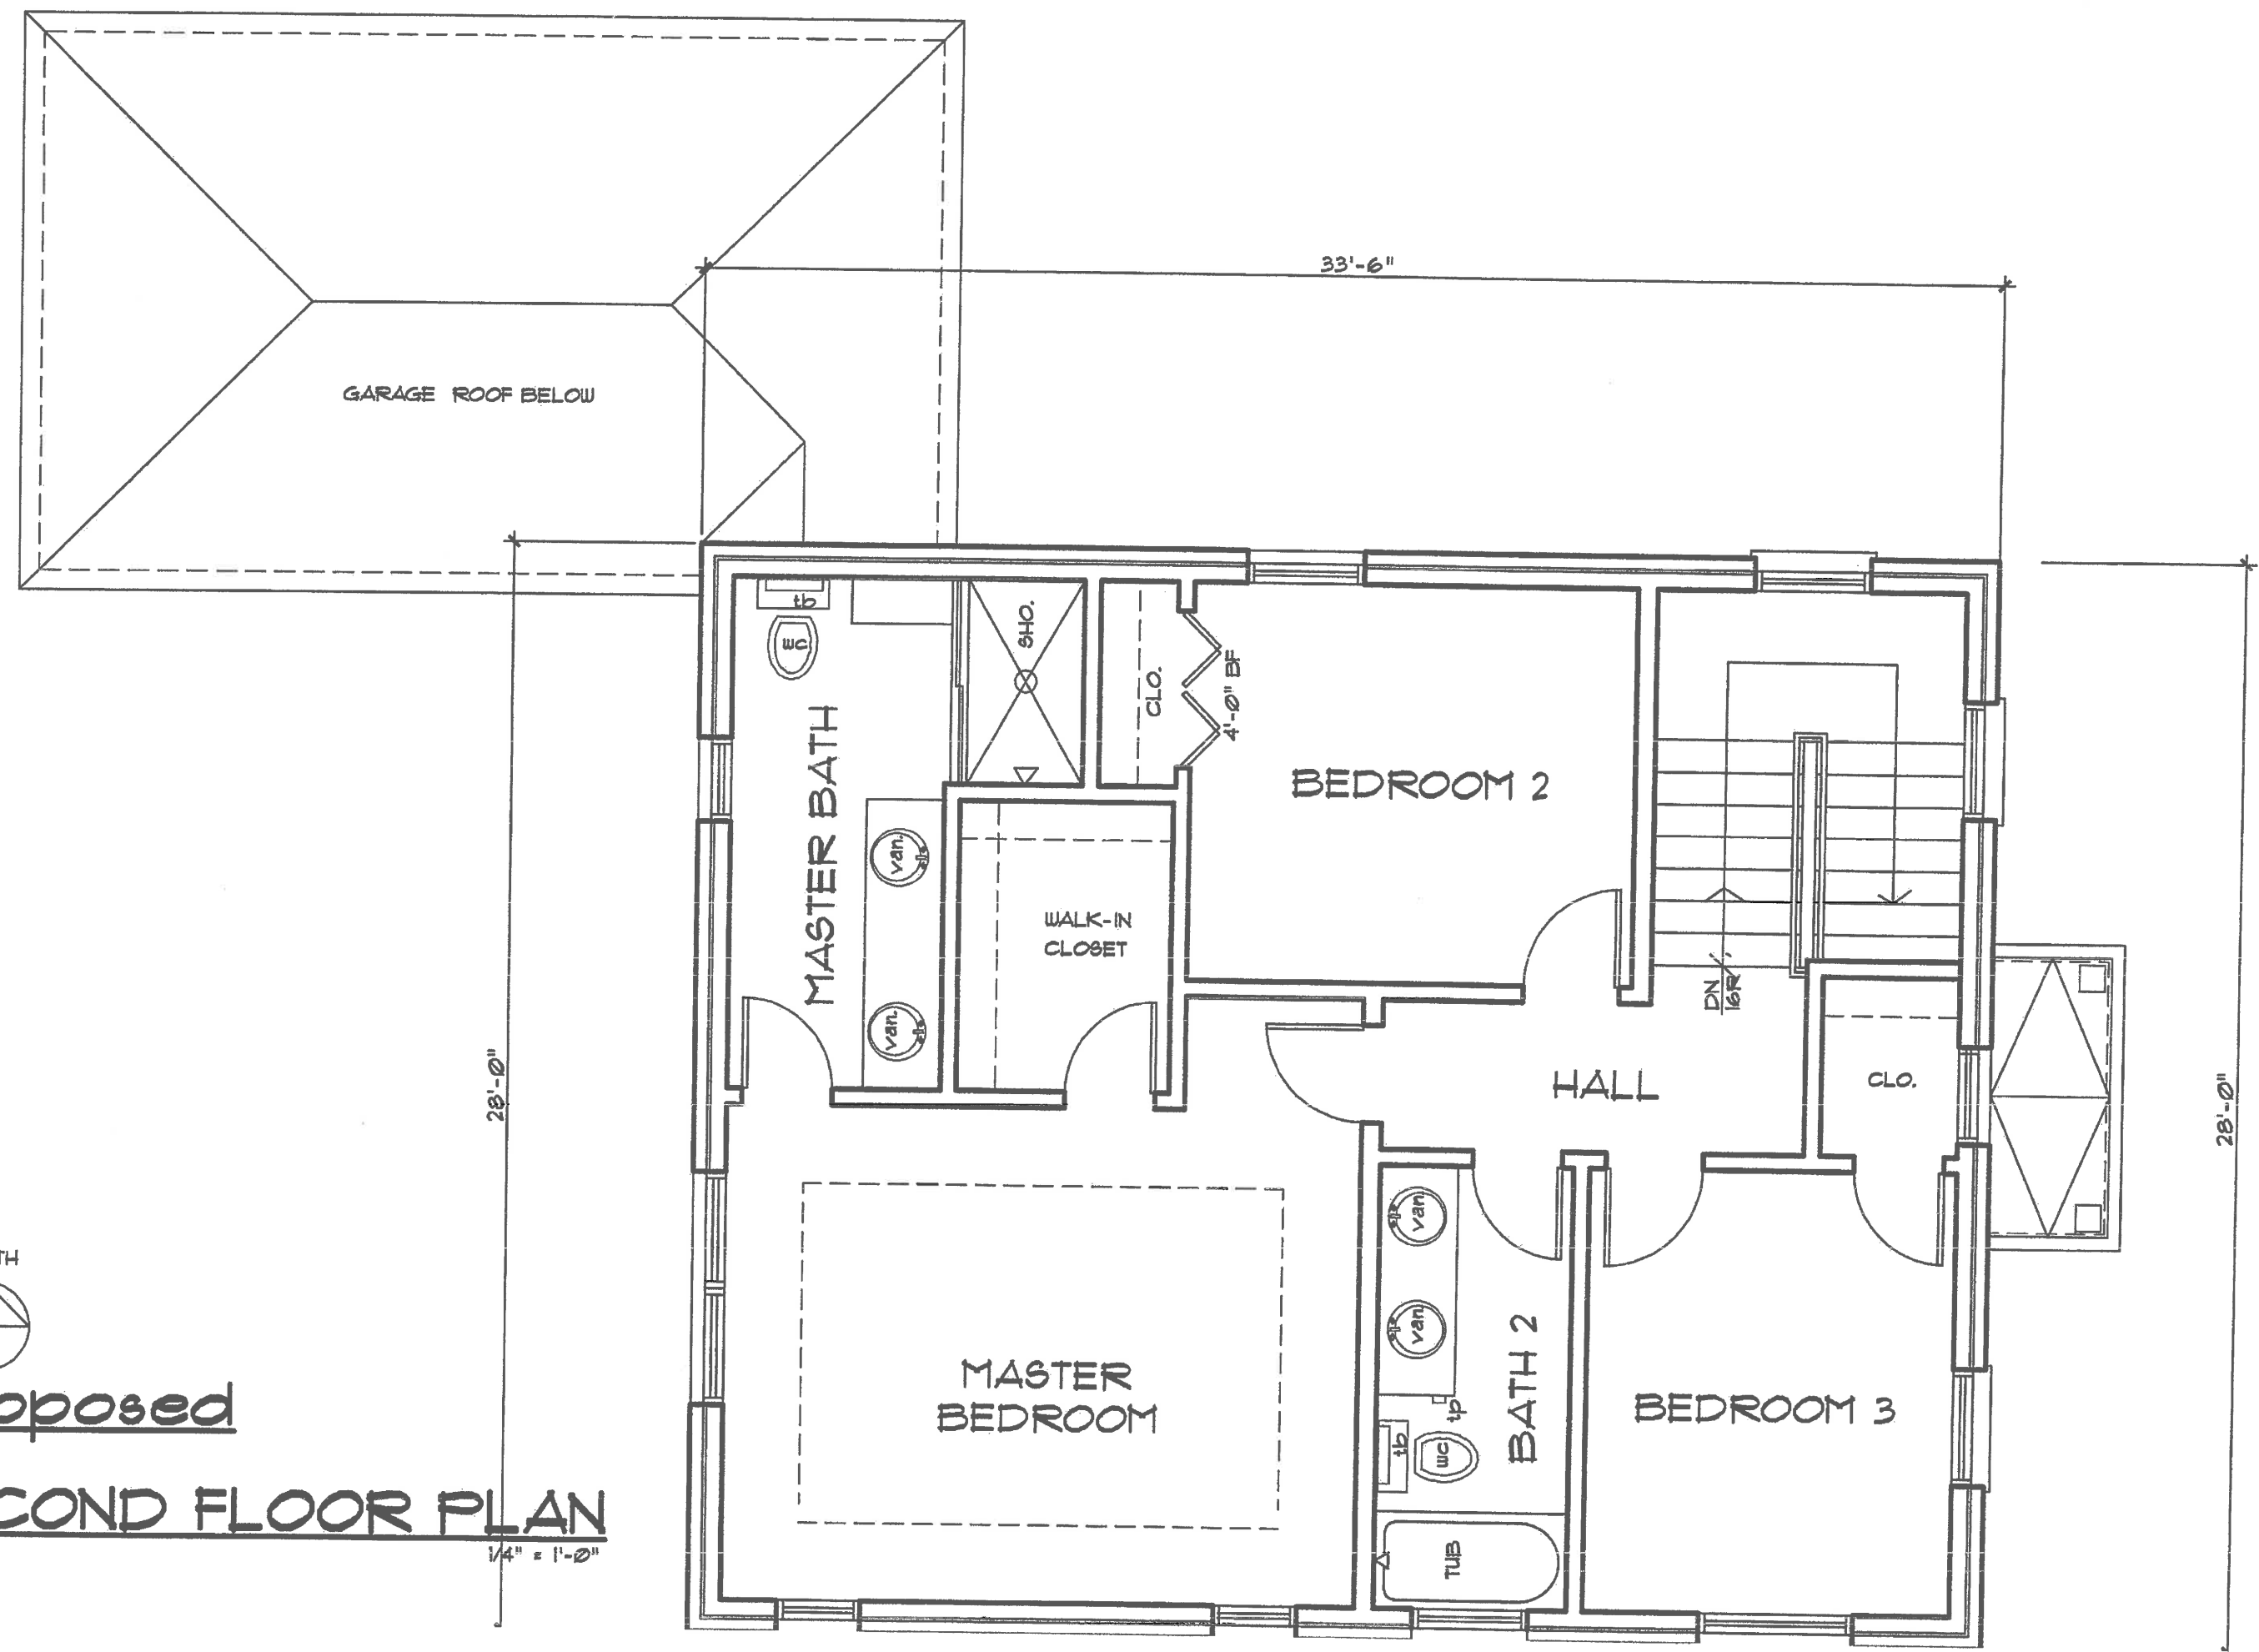 33'-6"
GARAGE ROOF BELOW
tb
WC
SHO.
CLO.
4'-0" BF
MASTER BATH
BEDROOM 2
van.
van.
WALK-IN
CLOSET
DN
16R
28'-0"
HALL
CLO.
28'-0"
van.
van.
tp
tb
WC
BATH 2
TUB
MASTER
BEDROOM
BEDROOM 3
TH
oposed
COND FLOOR PLAN
1/4" = 1'-0"